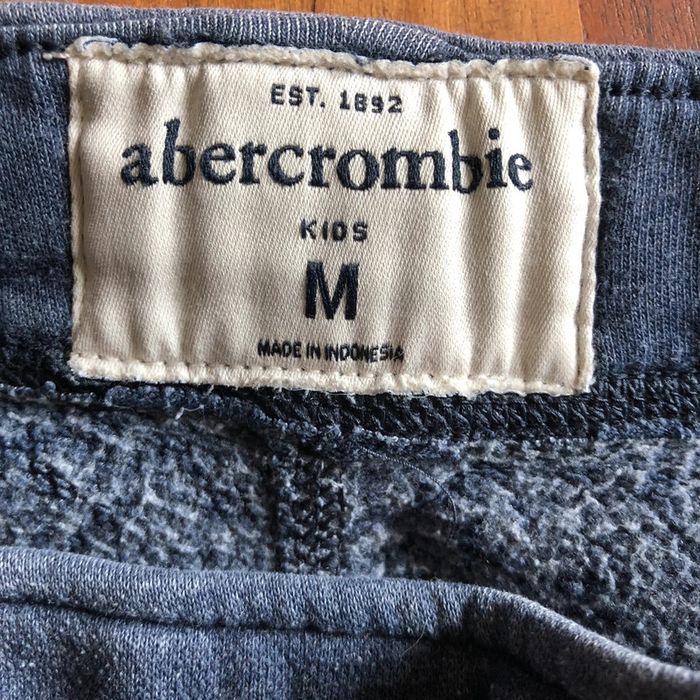 EST. 1892
abercrombie
KIDS
M
MADE IN INDONESIA